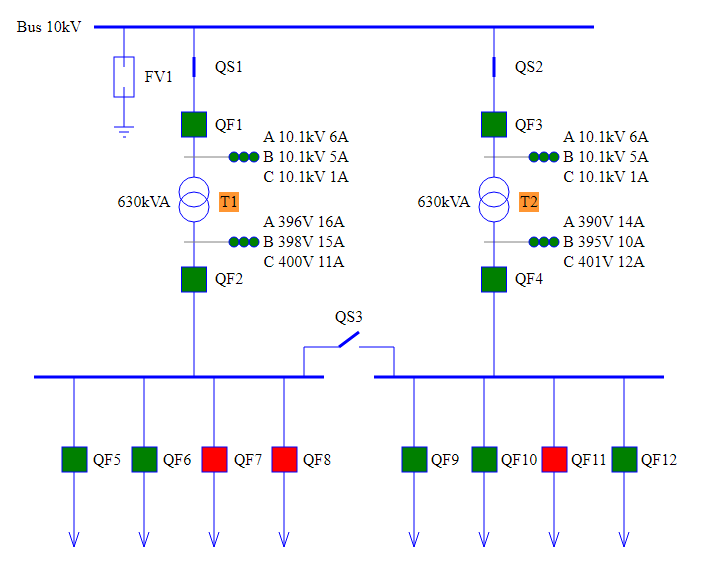 Bus 10kV
FV1
QS1
QS2
QF1
QF3
A 10.1kV 6A
B 10.1kV 5A
C 10.1kV 1A
A 10.1kV 6A
B 10.1kV 5A
C 10.1kV 1A
630kVA
T1
630kVA
T2
A 396V 16A
B 398V 15A
C 400V 11A
A 390V 14A
B 395V 10A
C 401V 12A
QF2
QF4
QS3
QF5
QF6
QF7
QF8
QF9
QF10
QF11
QF12